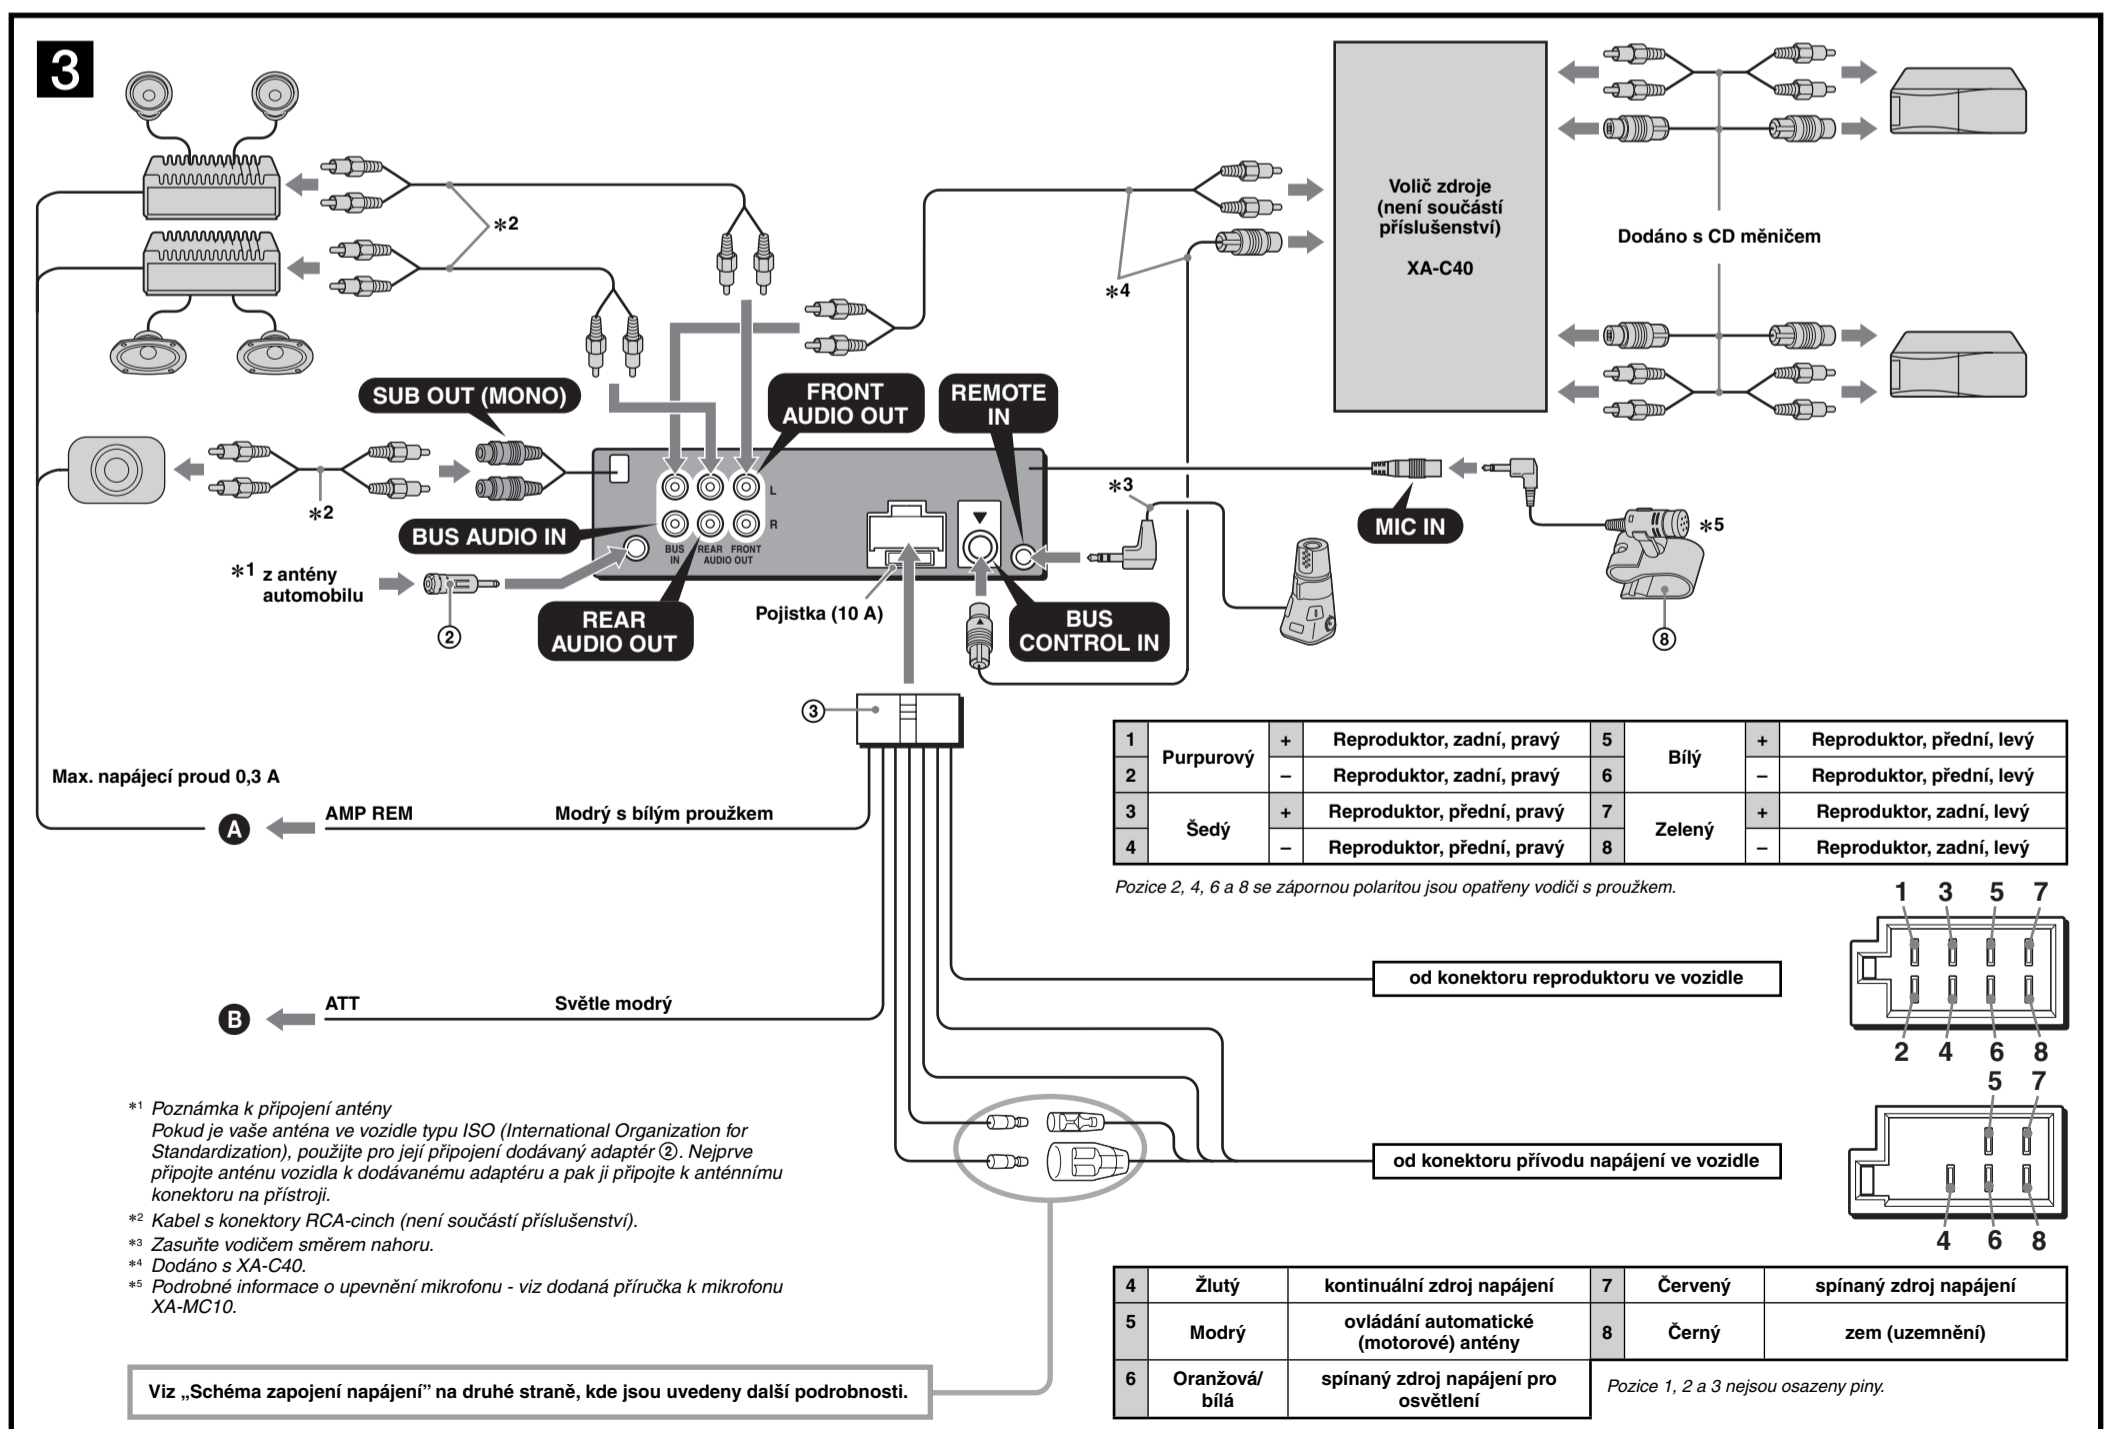 3
*2
*4
Volič zdroje
(není součástí
příslušenství)
XA-C40
Dodáno s CD měničem
SUB OUT (MONO)
FRONT
AUDIO OUT
REMOTE
IN
*2
L
R
BUS
IN
REAR
FRONT
AUDIO OUT
*3
MIC IN
*5
BUS AUDIO IN
*1 z antény
automobilu
2
REAR
AUDIO OUT
Pojistka (10 A)
BUS
CONTROL IN
8
3
Max. napájecí proud 0,3 A
A
AMP REM Modrý s bílým proužkem
B
ATT Světle modrý
1 Purpurový + Reproduktor, zadní, pravý 5 Bílý + Reproduktor, přední, levý
2 – Reproduktor, zadní, pravý 6 – Reproduktor, přední, levý
3 Šedý + Reproduktor, přední, pravý 7 Zelený + Reproduktor, zadní, levý
4 – Reproduktor, přední, pravý 8 – Reproduktor, zadní, levý
Pozice 2, 4, 6 a 8 se zápornou polaritou jsou opatřeny vodiči s proužkem.
1 3 5 7
od konektoru reproduktoru ve vozidle
2 4 6 8
5 7
od konektoru přívodu napájení ve vozidle
4 6 8
*1 Poznámka k připojení antény
Pokud je vaše anténa ve vozidle typu ISO (International Organization for
Standardization), použijte pro její připojení dodávaný adaptér ②. Nejprve
připojte anténu vozidla k dodávanému adaptéru a pak ji připojte k anténnímu
konektoru na přístroji.
*2 Kabel s konektory RCA-cinch (není součástí příslušenství).
*3 Zasuňte vodičem směrem nahoru.
*4 Dodáno s XA-C40.
*5 Podrobné informace o upevnění mikrofonu - viz dodaná příručka k mikrofonu
XA-MC10.
Viz „Schéma zapojení napájení” na druhé straně, kde jsou uvedeny další podrobnosti.
4 Žlutý kontinuální zdroj napájení 7 Červený spínaný zdroj napájení
5 Modrý ovládání automatické
(motorové) antény 8 Černý zem (uzemnění)
6 Oranžová/
bílá spínaný zdroj napájení pro
osvětlení
Pozice 1, 2 a 3 nejsou osazeny piny.